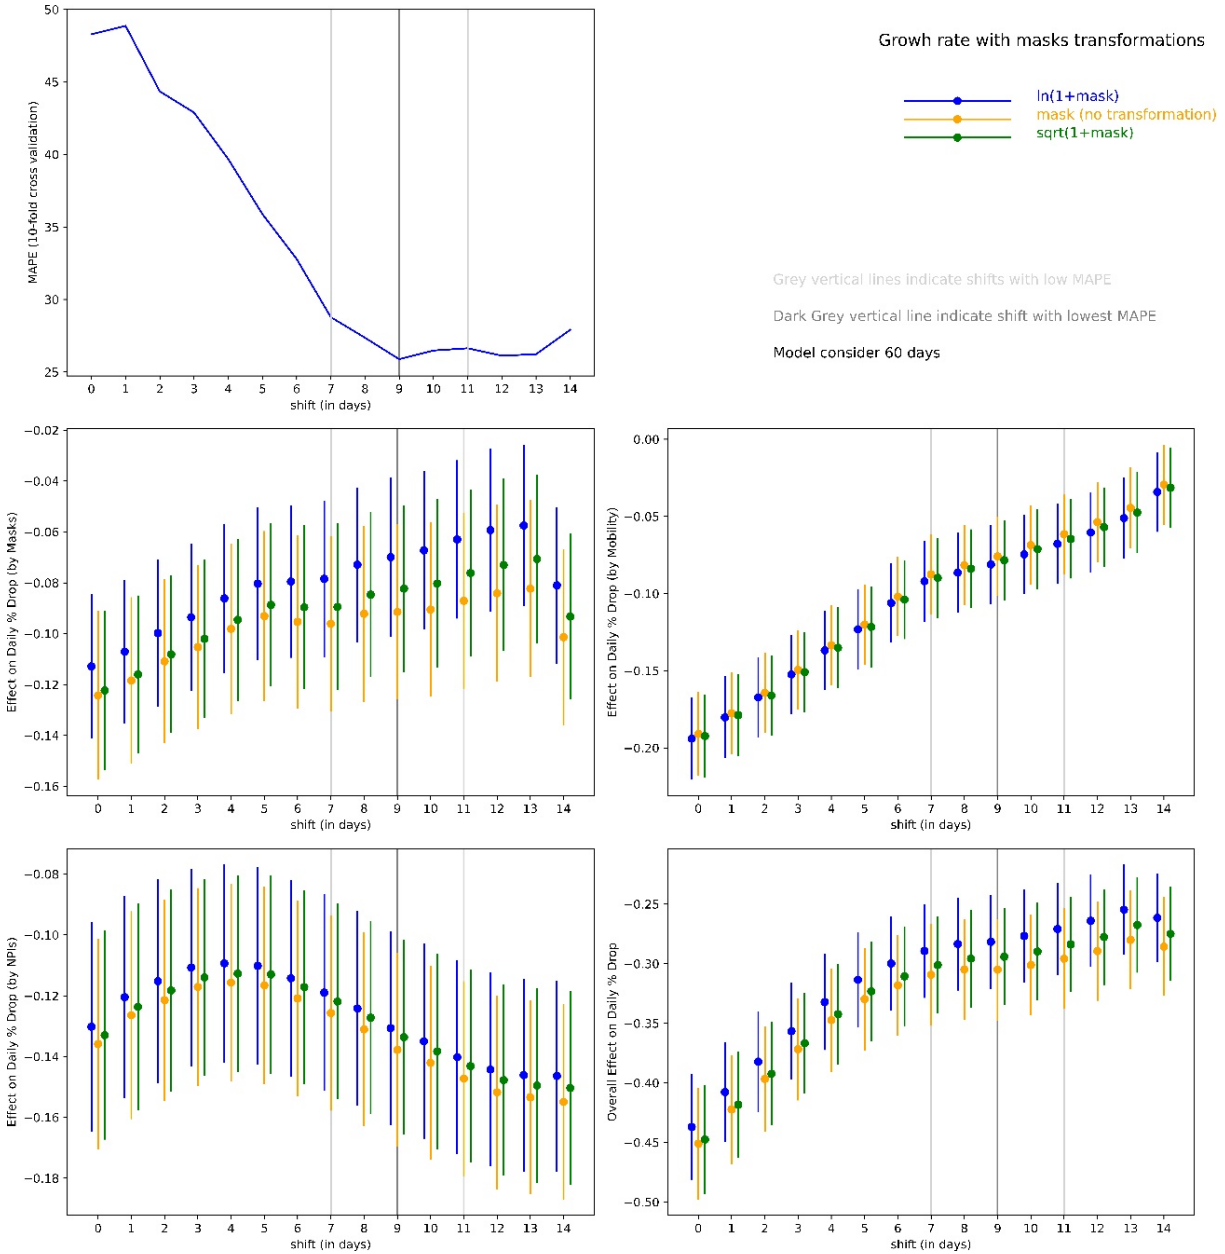 50
45
40
35
30
25
MAPE (10-fold cross validation)
0 1 2 3 4 5 6 7 8 9 10 11 12 13 14
shift (in days)
Growh rate with masks transformations
ln(1+mask)
mask (no transformation)
sqrt(1+mask)
Grey vertical lines indicate shifts with low MAPE
Dark Grey vertical line indicate shift with lowest MAPE
Model consider 60 days
−0.02
−0.04
−0.06
−0.08
−0.10
−0.12
−0.14
−0.16
Effect on Daily % Drop (by Masks)
0 1 2 3 4 5 6 7 8 9 10 11 12 13 14
shift (in days)
0.00
−0.05
−0.10
−0.15
−0.20
Effect on Daily % Drop (by Mobility)
0 1 2 3 4 5 6 7 8 9 10 11 12 13 14
shift (in days)
−0.08
−0.10
−0.12
−0.14
−0.16
−0.18
Effect on Daily % Drop (by NPIs)
0 1 2 3 4 5 6 7 8 9 10 11 12 13 14
shift (in days)
−0.25
−0.30
−0.35
−0.40
−0.45
−0.50
Overall Effect on Daily % Drop
0 1 2 3 4 5 6 7 8 9 10 11 12 13 14
shift (in days)